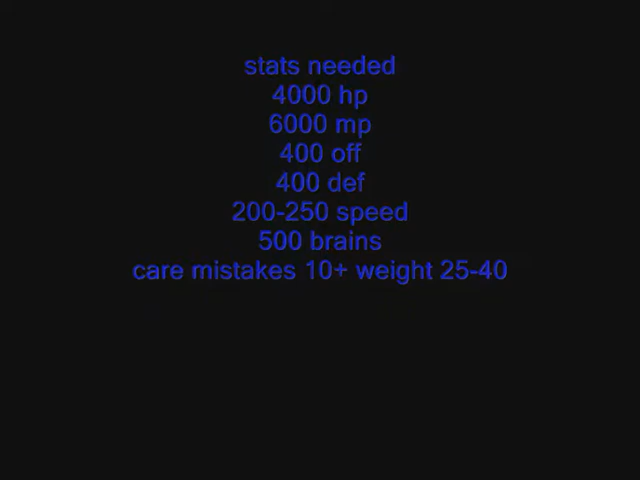 stats needed
4000 hp
6000 mp
400 off
400 def
200-250 speed
500 brains
care mistakes 10+ weight 25-40